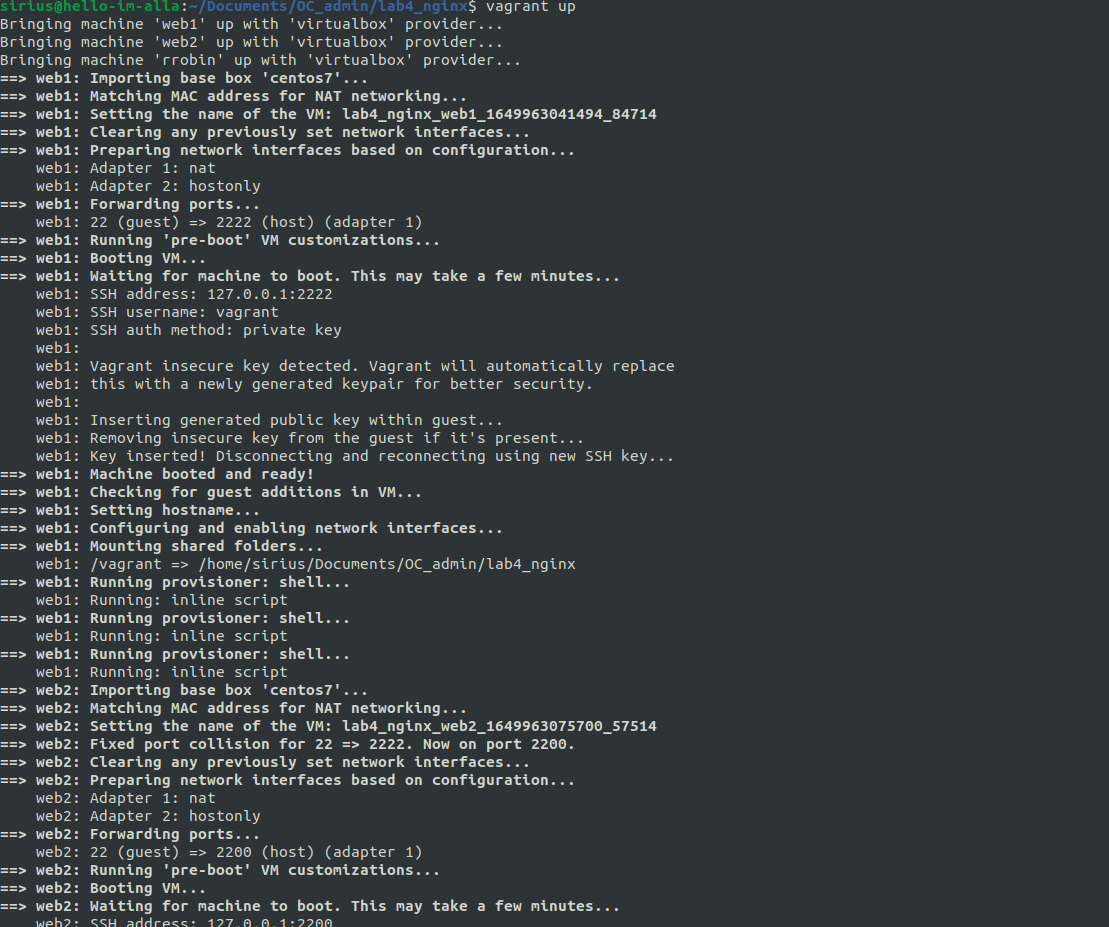 sirius@hello-im-alla:~/Documents/OC_admin/lab4_nginx$ vagrant up
Bringing machine 'web1' up with 'virtualbox' provider...
Bringing machine 'web2' up with 'virtualbox' provider...
Bringing machine 'rrobin' up with 'virtualbox' provider...
==> web1: Importing base box 'centos7'...
==> web1: Matching MAC address for NAT networking...
==> web1: Setting the name of the VM: lab4_nginx_web1_1649963041494_84714
==> web1: Clearing any previously set network interfaces...
==> web1: Preparing network interfaces based on configuration...
    web1: Adapter 1: nat
    web1: Adapter 2: hostonly
==> web1: Forwarding ports...
    web1: 22 (guest) => 2222 (host) (adapter 1)
==> web1: Running 'pre-boot' VM customizations...
==> web1: Booting VM...
==> web1: Waiting for machine to boot. This may take a few minutes...
    web1: SSH address: 127.0.0.1:2222
    web1: SSH username: vagrant
    web1: SSH auth method: private key
    web1:
    web1: Vagrant insecure key detected. Vagrant will automatically replace
    web1: this with a newly generated keypair for better security.
    web1:
    web1: Inserting generated public key within guest...
    web1: Removing insecure key from the guest if it's present...
    web1: Key inserted! Disconnecting and reconnecting using new SSH key...
==> web1: Machine booted and ready!
==> web1: Checking for guest additions in VM...
==> web1: Setting hostname...
==> web1: Configuring and enabling network interfaces...
==> web1: Mounting shared folders...
    web1: /vagrant => /home/sirius/Documents/OC_admin/lab4_nginx
==> web1: Running provisioner: shell...
    web1: Running: inline script
==> web1: Running provisioner: shell...
    web1: Running: inline script
==> web1: Running provisioner: shell...
    web1: Running: inline script
==> web2: Importing base box 'centos7'...
==> web2: Matching MAC address for NAT networking...
==> web2: Setting the name of the VM: lab4_nginx_web2_1649963075700_57514
==> web2: Fixed port collision for 22 => 2222. Now on port 2200.
==> web2: Clearing any previously set network interfaces...
==> web2: Preparing network interfaces based on configuration...
    web2: Adapter 1: nat
    web2: Adapter 2: hostonly
==> web2: Forwarding ports...
    web2: 22 (guest) => 2200 (host) (adapter 1)
==> web2: Running 'pre-boot' VM customizations...
==> web2: Booting VM...
==> web2: Waiting for machine to boot. This may take a few minutes...
    web2: SSH address: 127.0.0.1:2200